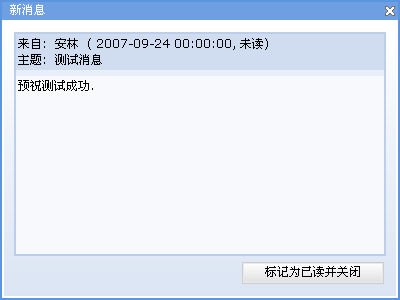 新消息
来自: 安林 ( 2007-09-24 00:00:00, 未读)
主题: 测试消息
预祝测试成功.
标记为已读并关闭